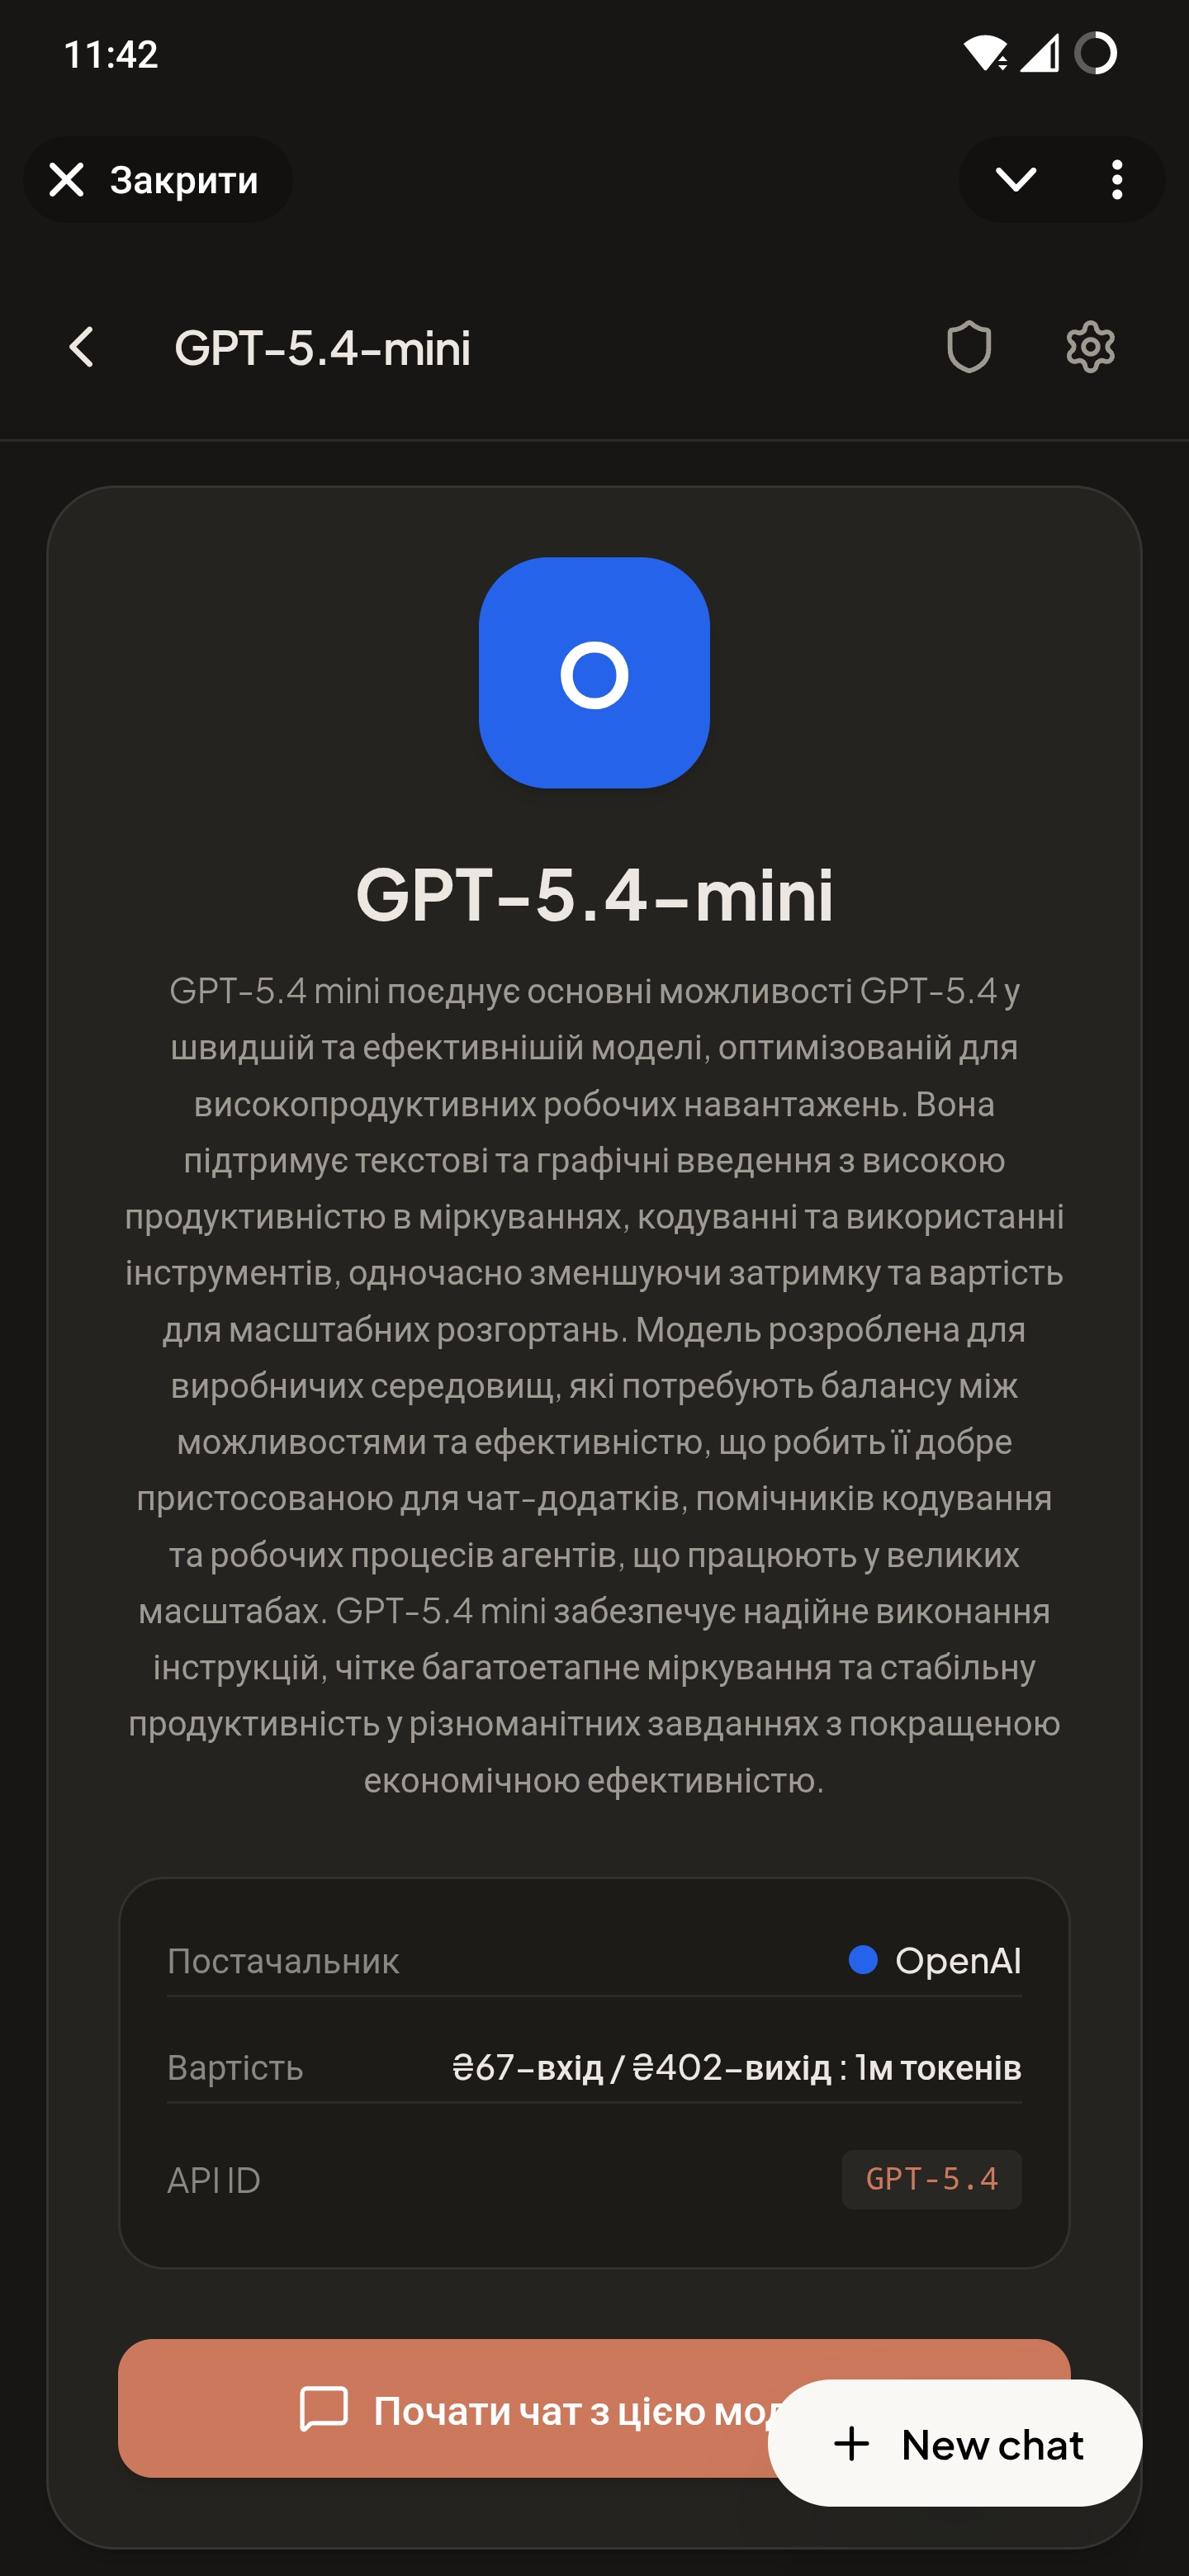 11:42
Закрити
GPT-5.4-mini
GPT-5.4-mini
GPT-5.4 mini поєднує основні можливості GPT-5.4 у
швидшій та ефективнішій моделі, оптимізованій для
високопродуктивних робочих навантажень. Вона
підтримує текстові та графічні введення з високою
продуктивністю в міркуваннях, кодуванні та використанні
інструментів, одночасно зменшуючи затримку та вартість
для масштабних розгортань. Модель розроблена для
виробничих середовищ, які потребують балансу між
можливостями та ефективністю, що робить її добре
пристосованою для чат-додатків, помічників кодування
та робочих процесів агентів, що працюють у великих
масштабах. GPT-5.4 mini забезпечує надійне виконання
інструкцій, чітке багатоетапне міркування та стабільну
продуктивність у різноманітних завданнях з покращеною
економічною ефективністю.
Постачальник OpenAI
Вартість ₴67-вхід / ₴402-вихід : 1м токенів
API ID GPT-5.4
Почати чат з цією
New chat